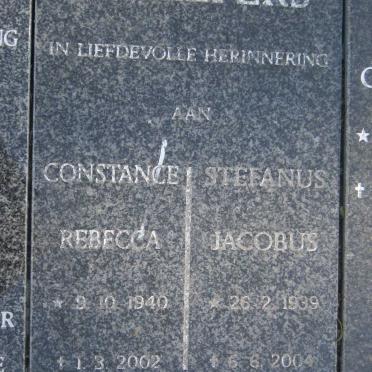 IN LIEFDEVOLLE HERINNERING
AAN
CONSTANCE STEFANUS
REBECCA JACOBUS
* 9.10.1940 * 26.2.1939
† 1.3.2002 † 6.6.2004